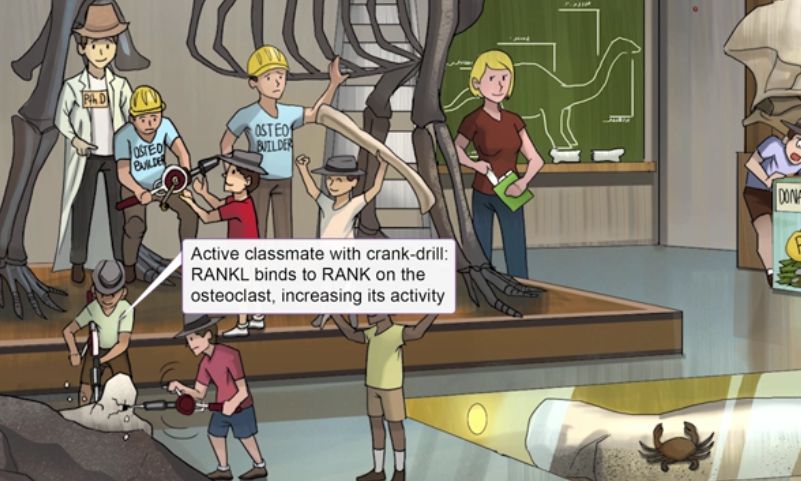 PthD
OSTEO
BUILDER
OSTEO
BUILDER
DONA
Active classmate with crank-drill:
RANKL binds to RANK on the
osteoclast, increasing its activity